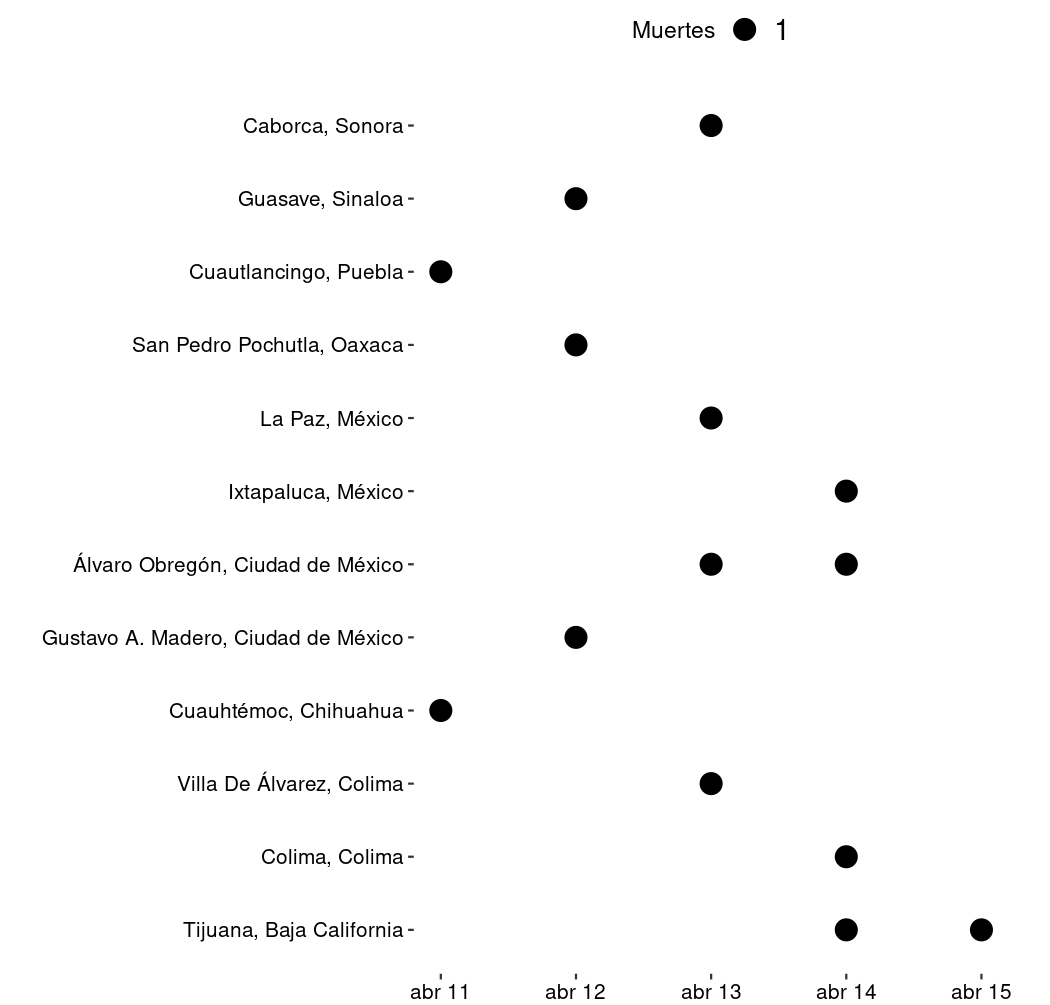 Muertes 1
Caborca, Sonora
Guasave, Sinaloa
Cuautlancingo, Puebla
San Pedro Pochutla, Oaxaca
La Paz, México
Ixtapaluca, México
Álvaro Obregón, Ciudad de México
Gustavo A. Madero, Ciudad de México
Cuauhtémoc, Chihuahua
Villa De Álvarez, Colima
Colima, Colima
Tijuana, Baja California
abr 11 abr 12 abr 13 abr 14 abr 15